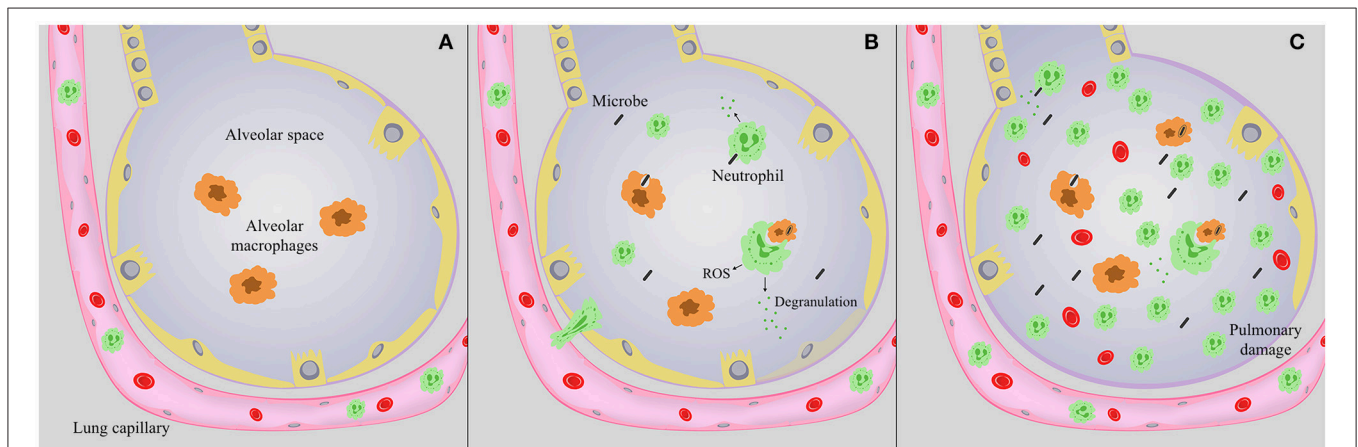 A
Alveolar space
Alveolar
macrophages
Lung capillary
B
Microbe
Neutrophil
ROS
Degranulation
C
Pulmonary
damage